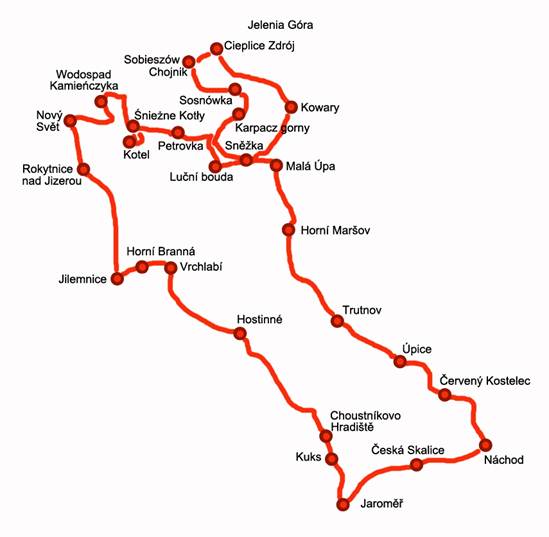 Jelenia Góra
Cieplice Zdrój
Sobieszów
Chojnik
Wodospad
Kamieńczyka
Sosnówka
Kowary
Nový
Svět
Śnieżne Kotły
Karpacz gorny
Kotel
Petrovka
Sněžka
Rokytnice
nad Jizerou
Luční bouda
Malá Úpa
Horní Maršov
Horní Branná
Vrchlabí
Jilemnice
Hostinné
Trutnov
Úpice
Červený Kostelec
Choustníkovo
Hradiště
Kuks
Česká Skalice
Náchod
Jaroměř